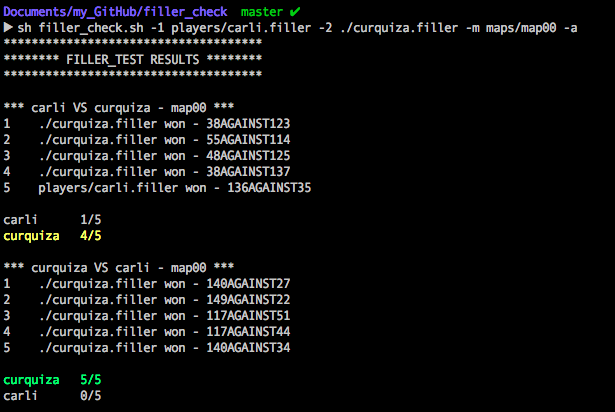 Documents/my_GitHub/filler_check master ✔
▶ sh filler_check.sh -1 players/carli.filler -2 ./curquiza.filler -m maps/map00 -a
***********************************
******** FILLER_TEST RESULTS ********
***********************************
*** carli VS curquiza - map00 ***
1 ./curquiza.filler won - 38AGAINST123
2 ./curquiza.filler won - 55AGAINST114
3 ./curquiza.filler won - 48AGAINST125
4 ./curquiza.filler won - 38AGAINST137
5 players/carli.filler won - 136AGAINST35
carli 1/5
curquiza 4/5
*** curquiza VS carli - map00 ***
1 ./curquiza.filler won - 140AGAINST27
2 ./curquiza.filler won - 149AGAINST22
3 ./curquiza.filler won - 117AGAINST51
4 ./curquiza.filler won - 117AGAINST44
5 ./curquiza.filler won - 140AGAINST34
curquiza 5/5
carli 0/5